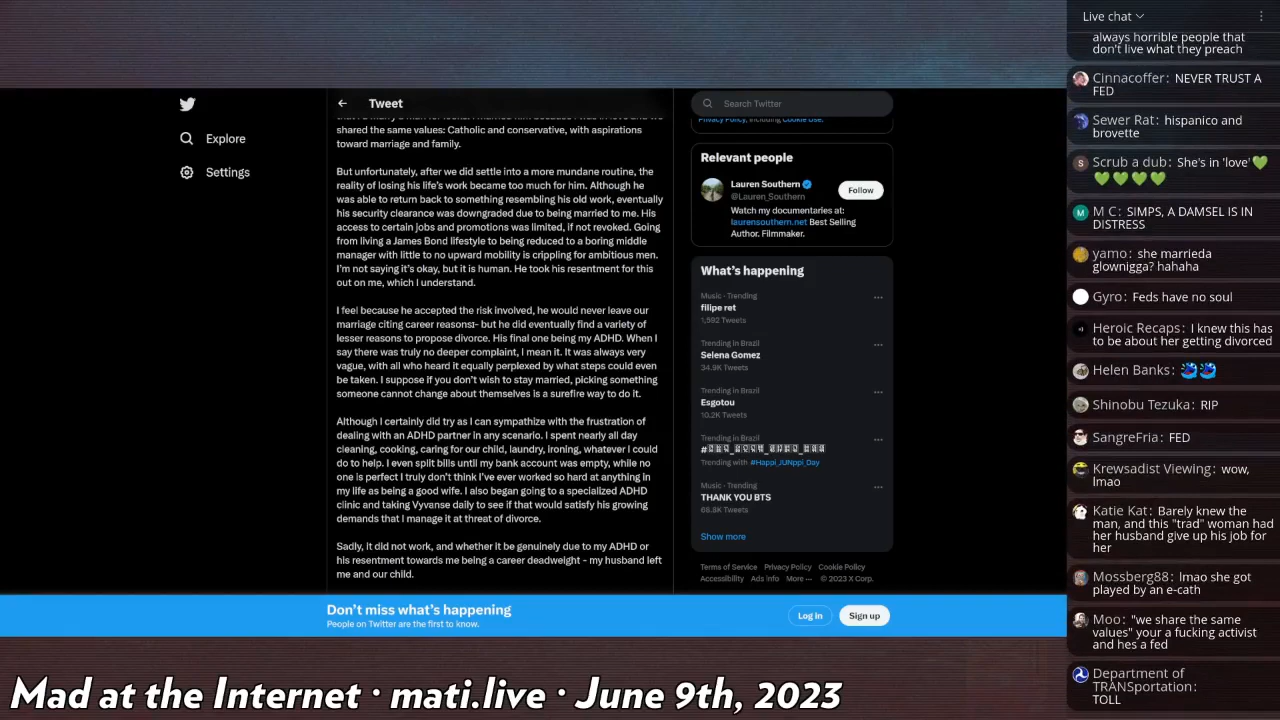 Explore
Settings
Tweet
shared the same values: Catholic and conservative, with aspirations
toward marriage and family.
But unfortunately, after we did settle into a more mundane routine, the
reality of losing his life's work became too much for him. Although he
was able to return back to something resembling his old work, eventually
his security clearance was downgraded due to being married to me. His
access to certain jobs and promotions was limited, if not revoked. Going
from living a James Bond lifestyle to being reduced to a boring middle
manager with little to no upward mobility is crippling for ambitious men.
I'm not saying it's okay, but it is human. He took his resentment for this
out on me, which I understand.
I feel because he accepted the risk involved, he would never leave our
marriage citing career reasons- but he did eventually find a variety of
lesser reasons to propose divorce. His final one being my ADHD. When I
say there was truly no deeper complaint, I mean it. It was always very
vague, with all who heard it equally perplexed by what steps could even
be taken. I suppose if you don't wish to stay married, picking something
someone cannot change about themselves is a surefire way to do it.
Although I certainly did try as I can sympathize with the frustration of
dealing with an ADHD partner in any scenario. I spent nearly all day
cleaning, cooking, caring for our child, laundry, ironing, whatever I could
do to help. I even split bills until my bank account was empty, while no
one is perfect I truly don't think I've ever worked so hard at anything in
my life as being a good wife. I also began going to a specialized ADHD
clinic and taking Vyvanse daily to see if that would satisfy his growing
demands that I manage it at threat of divorce.
Sadly, it did not work, and whether it be genuinely due to my ADHD or
his resentment towards me being a career deadweight - my husband left
me and our child.
Search Twitter
Privacy Policy, including Cookie Use.
Relevant people
Lauren Southern
@Lauren_Southern
Follow
Watch my documentaries at:
laurensouthern.net Best Selling
Author. Filmmaker.
What's happening
Music · Trending
filipe ret
1,592 Tweets
Trending in Brazil
Selena Gomez
34.9K Tweets
Trending in Brazil
Esgotou
10.2K Tweets
Trending in Brazil
Trending with #Happi_JUNppi_Day
Music · Trending
THANK YOU BTS
68.8K Tweets
Show more
Terms of Service Privacy Policy Cookie Policy
Accessibility Ads info More ··· © 2023 X Corp.
Don't miss what's happening
People on Twitter are the first to know.
Log in
Sign up
Mad at the Internet · mati.live · June 9th, 2023
Live chat
always horrible people that
don't live what they preach
Cinnacoffer: NEVER TRUST A
FED
Sewer Rat: hispanico and
brovette
Scrub a dub: She's in 'love'💚
💚💚💚💚💚
M C: SIMPS, A DAMSEL IS IN
DISTRESS
yamo: she marrieda
glownigga? hahaha
Gyro: Feds have no soul
Heroic Recaps: I knew this has
to be about her getting divorced
Helen Banks:
Shinobu Tezuka: RIP
SangreFria: FED
Krewsadist Viewing: wow,
lmao
Katie Kat: Barely knew the
man, and this "trad" woman had
her husband give up his job for
her
Mossberg88: lmao she got
played by an e-cath
Moo: "we share the same
values" your a fucking activist
and hes a fed
Department of
TRANSportation:
TOLL